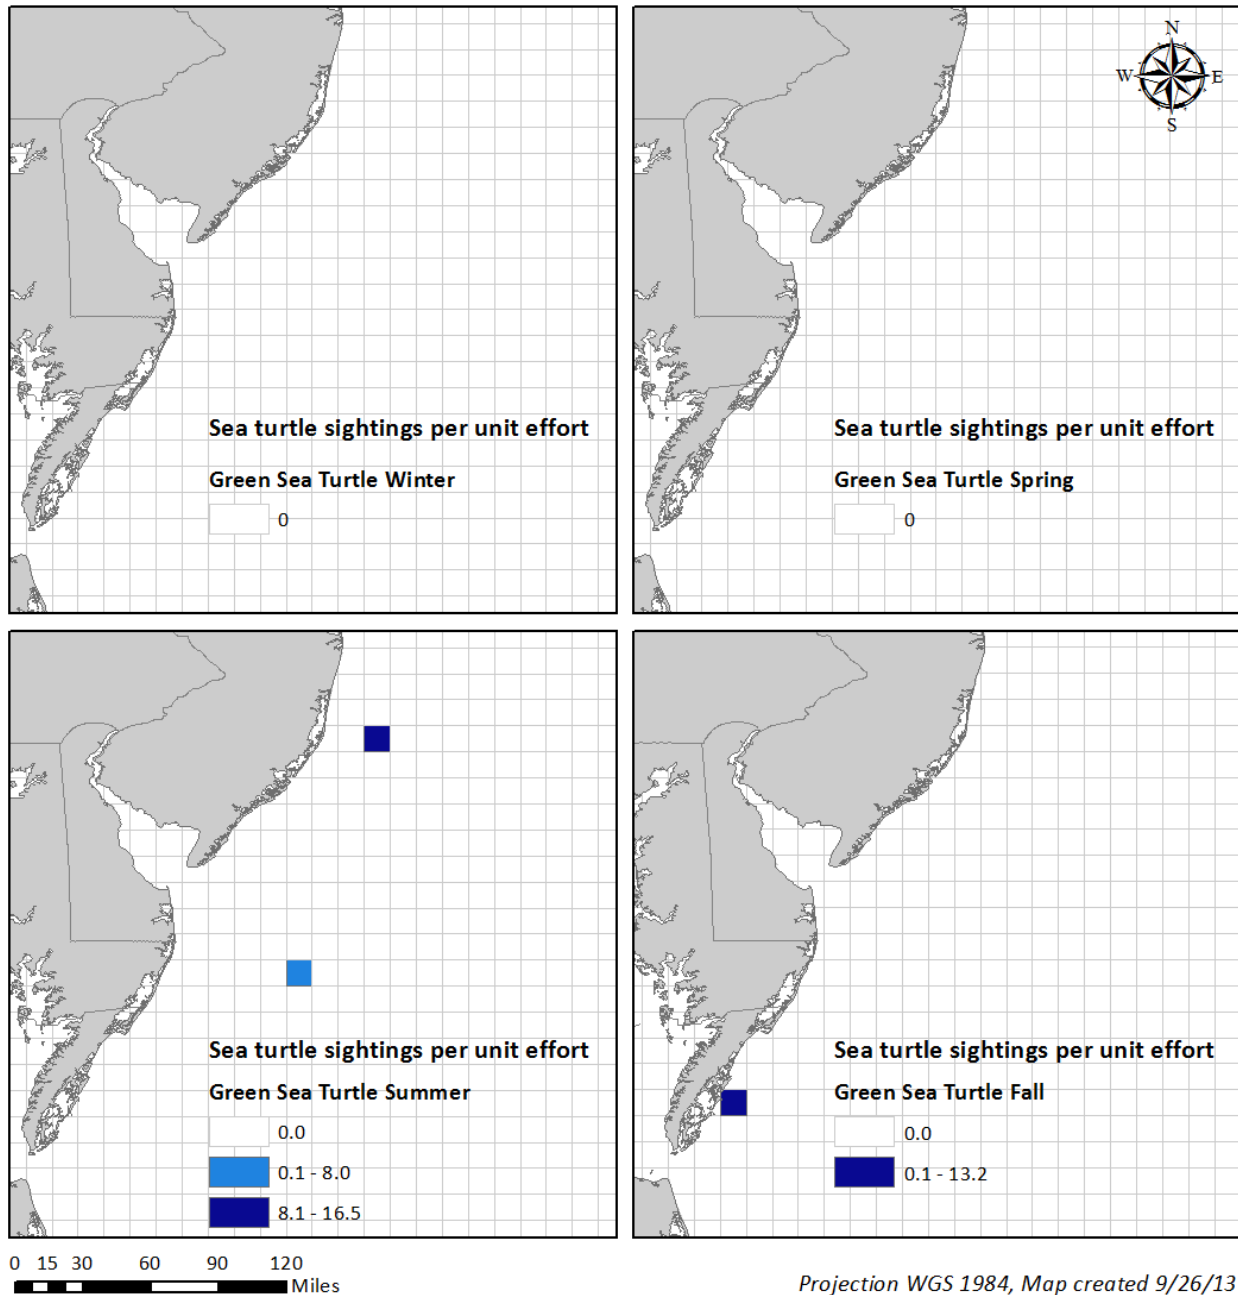 N
W E
S
Sea turtle sightings per unit effort
Green Sea Turtle Winter
0
Sea turtle sightings per unit effort
Green Sea Turtle Spring
0
Sea turtle sightings per unit effort
Green Sea Turtle Summer
0.0
0.1 - 8.0
8.1 - 16.5
Sea turtle sightings per unit effort
Green Sea Turtle Fall
0.0
0.1 - 13.2
0 15 30 60 90 120
Miles
Projection WGS 1984, Map created 9/26/13